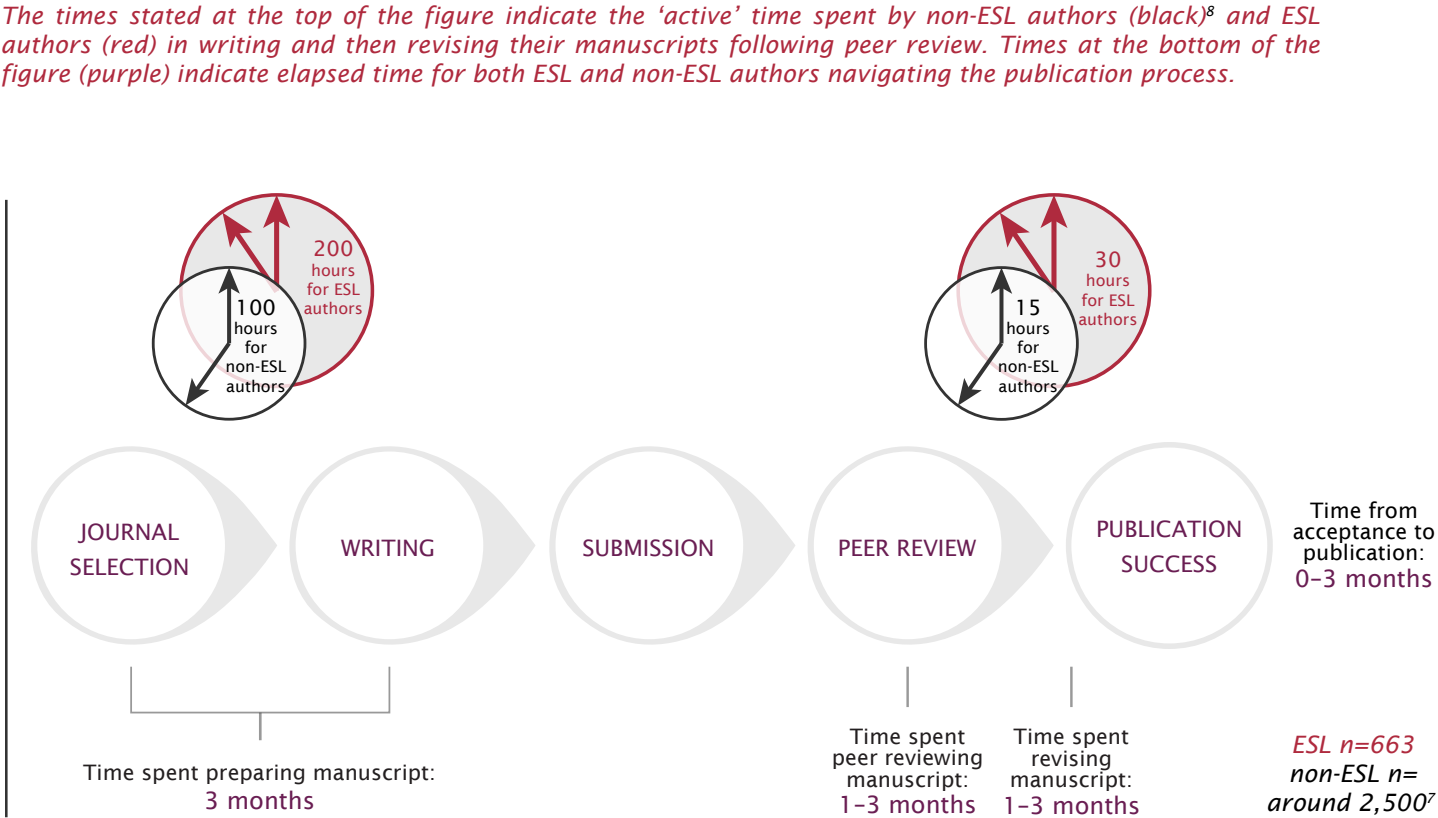 The times stated at the top of the figure indicate the ‘active’ time spent by non-ESL authors (black)⁸ and ESL
authors (red) in writing and then revising their manuscripts following peer review. Times at the bottom of the
figure (purple) indicate elapsed time for both ESL and non-ESL authors navigating the publication process.
200
hours
for ESL
authors
100
hours
for
non-ESL
authors
30
hours
for ESL
authors
15
hours
for
non-ESL
authors
JOURNAL
SELECTION
WRITING
SUBMISSION
PEER REVIEW
PUBLICATION
SUCCESS
Time from
acceptance to
publication:
0–3 months
Time spent preparing manuscript:
3 months
Time spent
peer reviewing
manuscript:
1–3 months
Time spent
revising
manuscript:
1–3 months
ESL n=663
non-ESL n=
around 2,500⁷